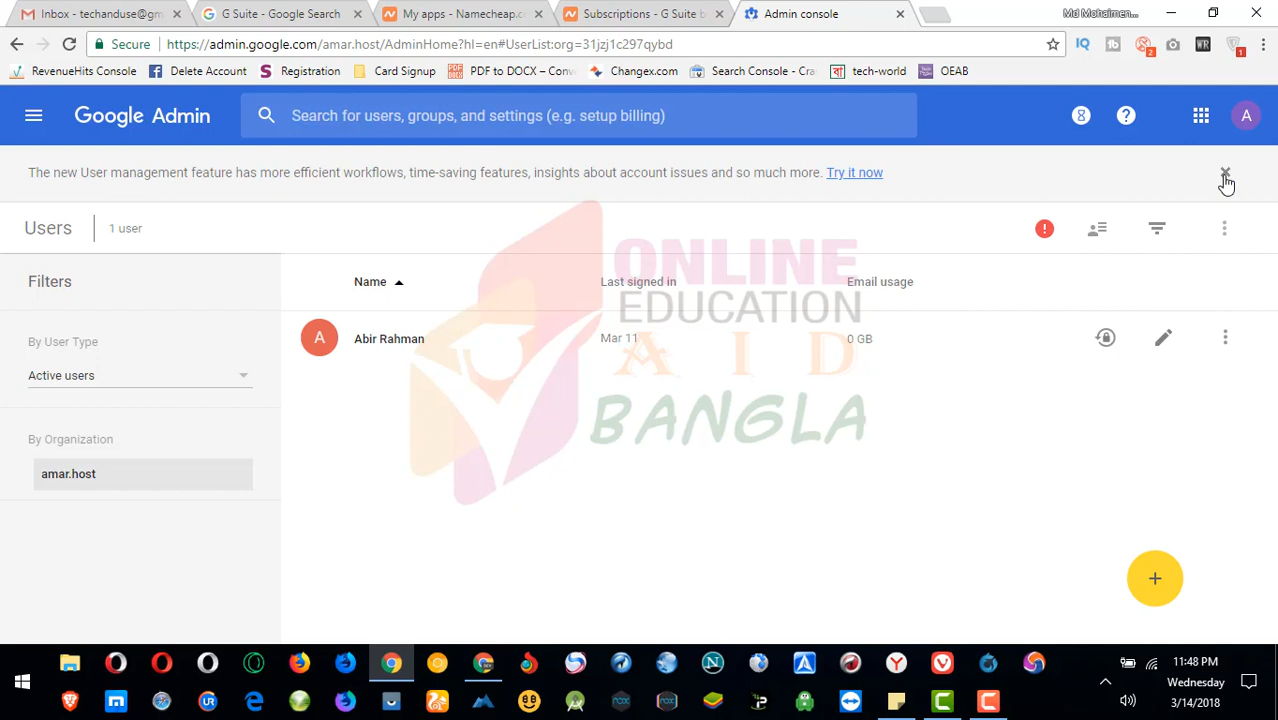 Inbox - techanduse@gm
G Suite - Google Search
My apps - Namecheap.c
Subscriptions - G Suite b
Admin console
Md Mohaimen...
Secure
https://admin.google.com/amar.host/AdminHome?hl=en#UserList:org=31jzj1c297qybd
RevenueHits Console
Delete Account
Registration
Card Signup
PDF to DOCX – Conv
Changex.com
Search Console - Cra
tech-world
OEAB
Google Admin
Search for users, groups, and settings (e.g. setup billing)
A
The new User management feature has more efficient workflows, time-saving features, insights about account issues and so much more. Try it now
Users
1 user
Filters
Name
Last signed in
Email usage
By User Type
A
Abir Rahman
Mar 11
0 GB
Active users
By Organization
amar.host
ONLINE
EDUCATION
AID
BANGLA
11:48 PM
Wednesday
3/14/2018